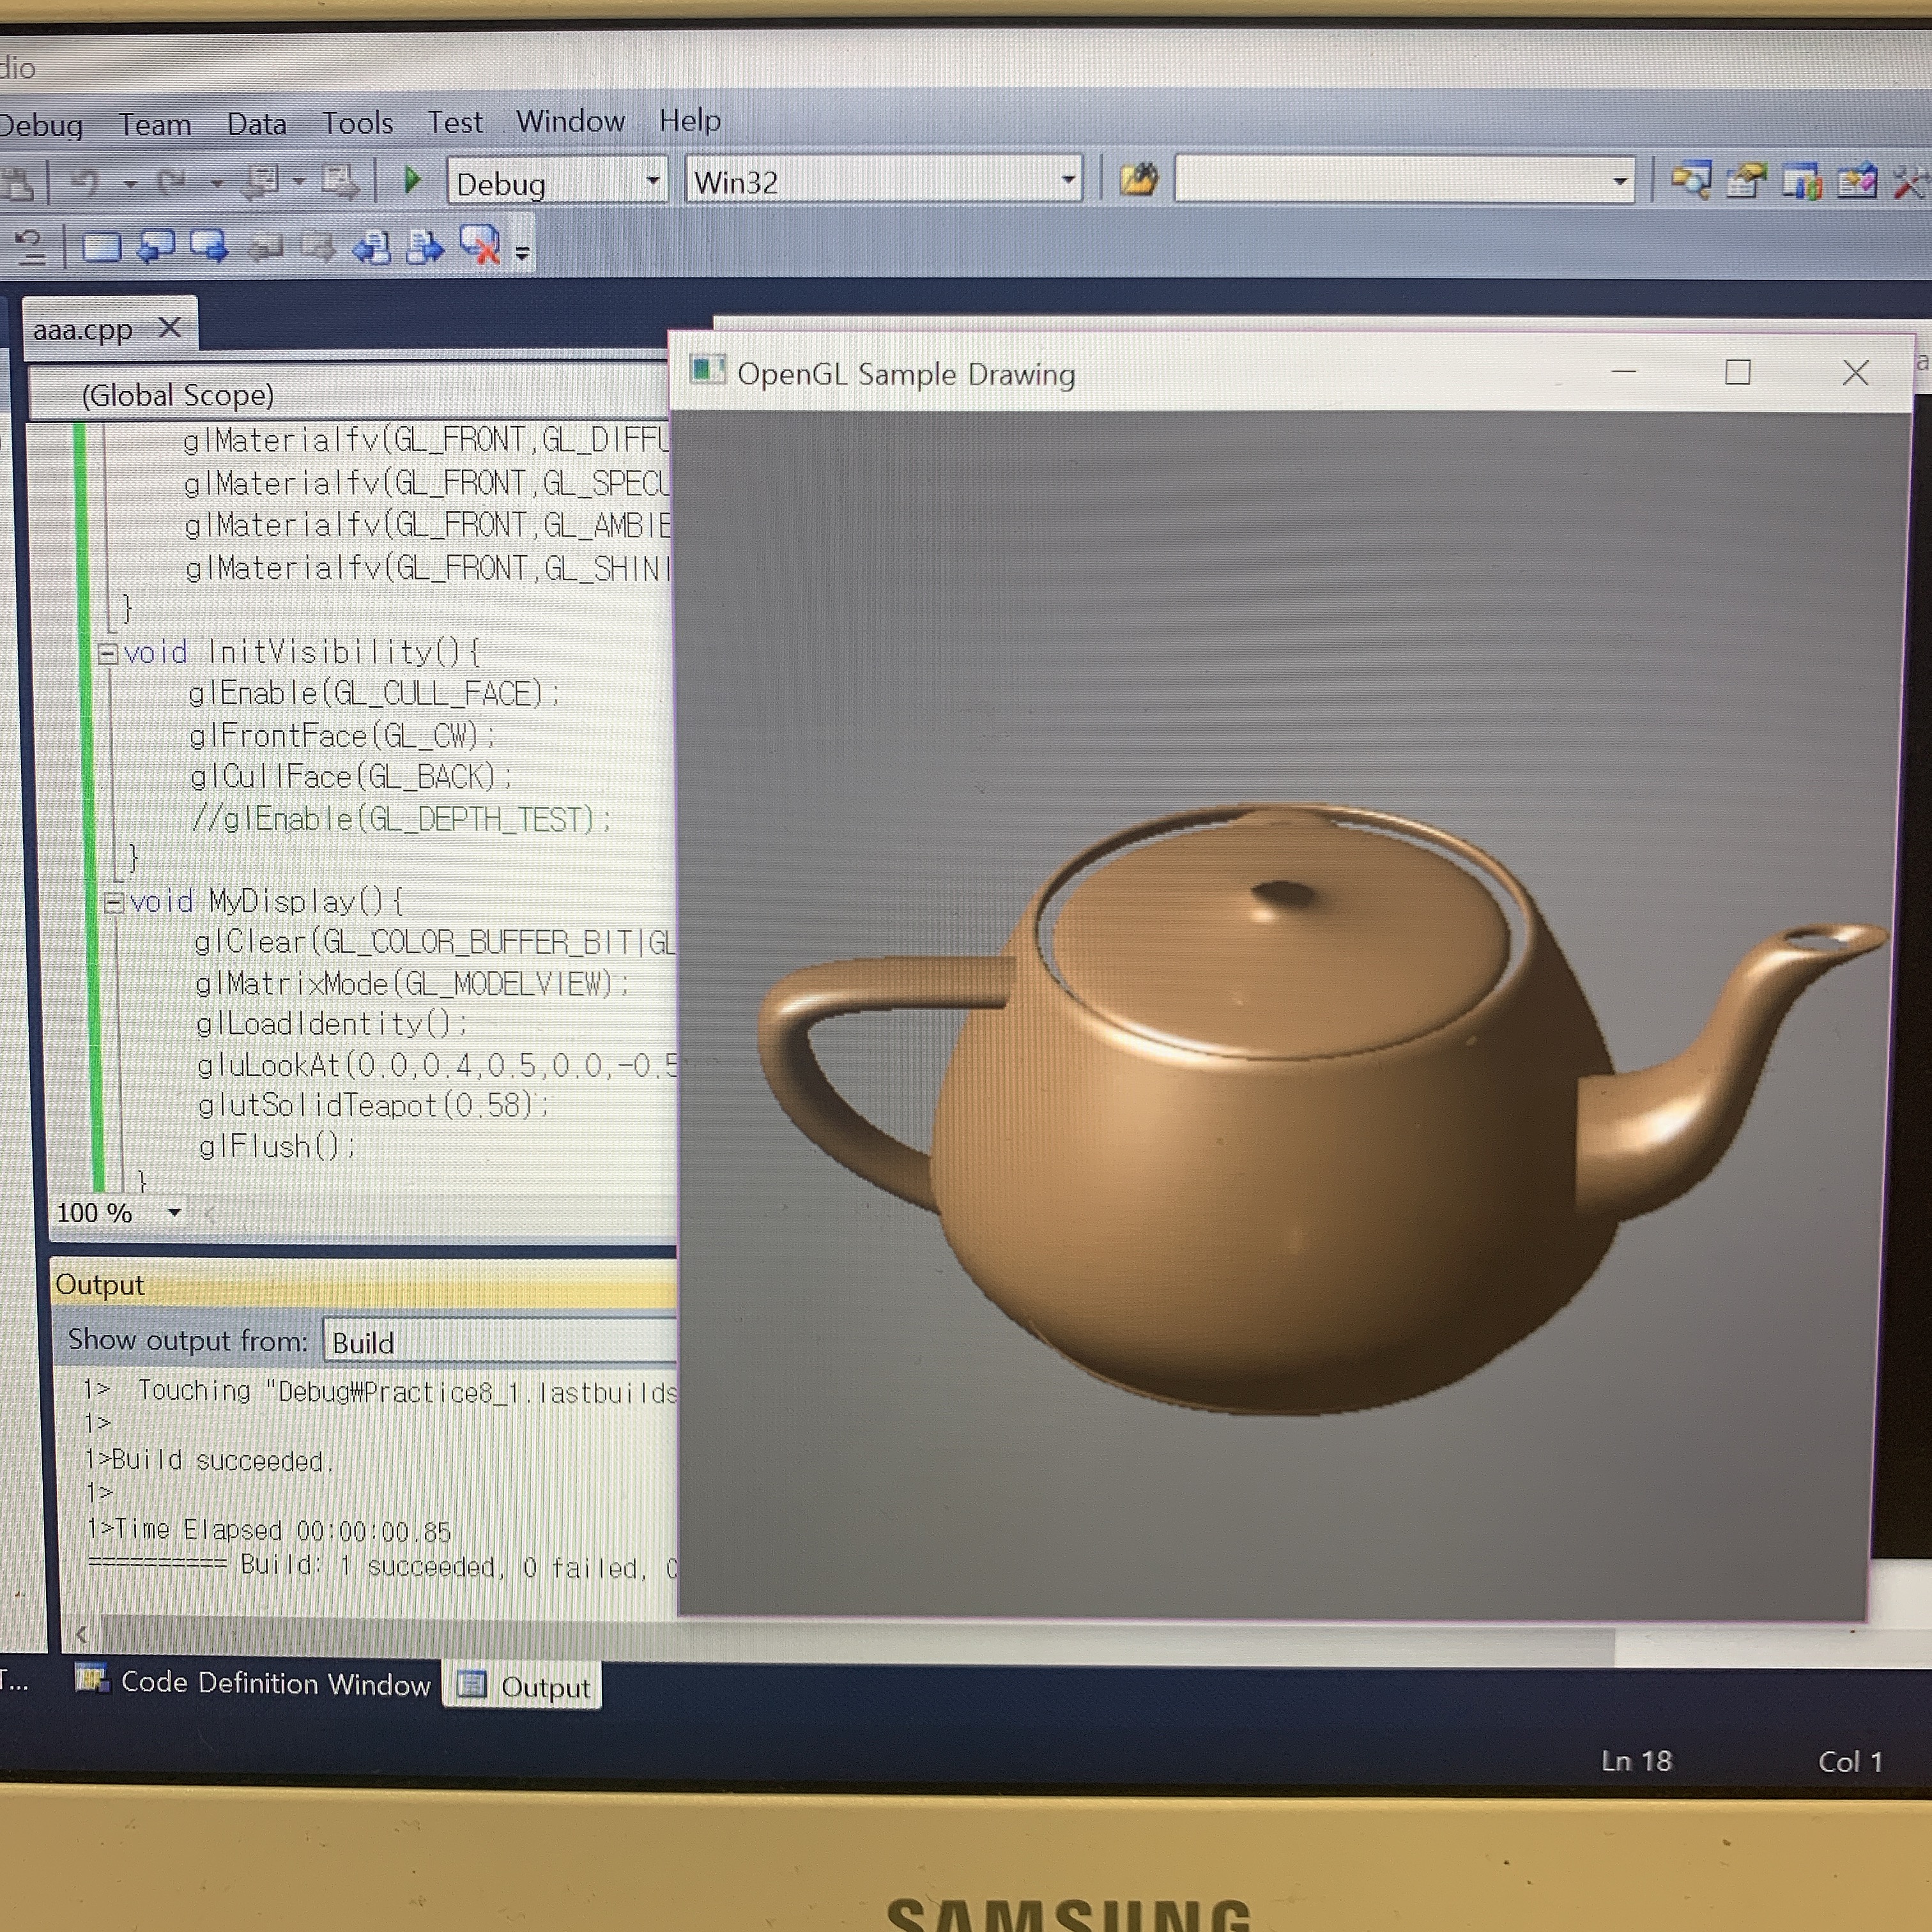 dio
Debug Team Data Tools Test Window Help
Debug Win32
aaa.cpp
(Global Scope)
OpenGL Sample Drawing
glMaterialfv(GL_FRONT,GL_DIFFU
glMaterialfv(GL_FRONT,GL_SPECU
glMaterialfv(GL_FRONT,GL_AMBIE
glMaterialfv(GL_FRONT,GL_SHINI
}
void InitVisibility(){
glEnable(GL_CULL_FACE);
glFrontFace(GL_CW);
glCullFace(GL_BACK);
//glEnable(GL_DEPTH_TEST);
}
void MyDisplay(){
glClear(GL_COLOR_BUFFER_BIT|GL
glMatrixMode(GL_MODELVIEW);
glLoadIdentity();
gluLookAt(0.0,0.4,0.5,0.0,-0.5
glutSolidTeapot(0.58);
glFlush();
}
100 %
Output
Show output from: Build
1> Touching "Debug₩Practice8_1.lastbuilds
1>
1>Build succeeded.
1>
1>Time Elapsed 00:00:00.85
========== Build: 1 succeeded, 0 failed, 0
T... Code Definition Window Output
Ln 18 Col 1
SAMSUNG